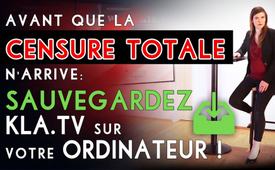 AVANT QUE LA
CENSURE TOTALE
N'ARRIVE:
SAUVEGARDEZ
KLA.TV SUR
VOTRE ORDINATEUR !